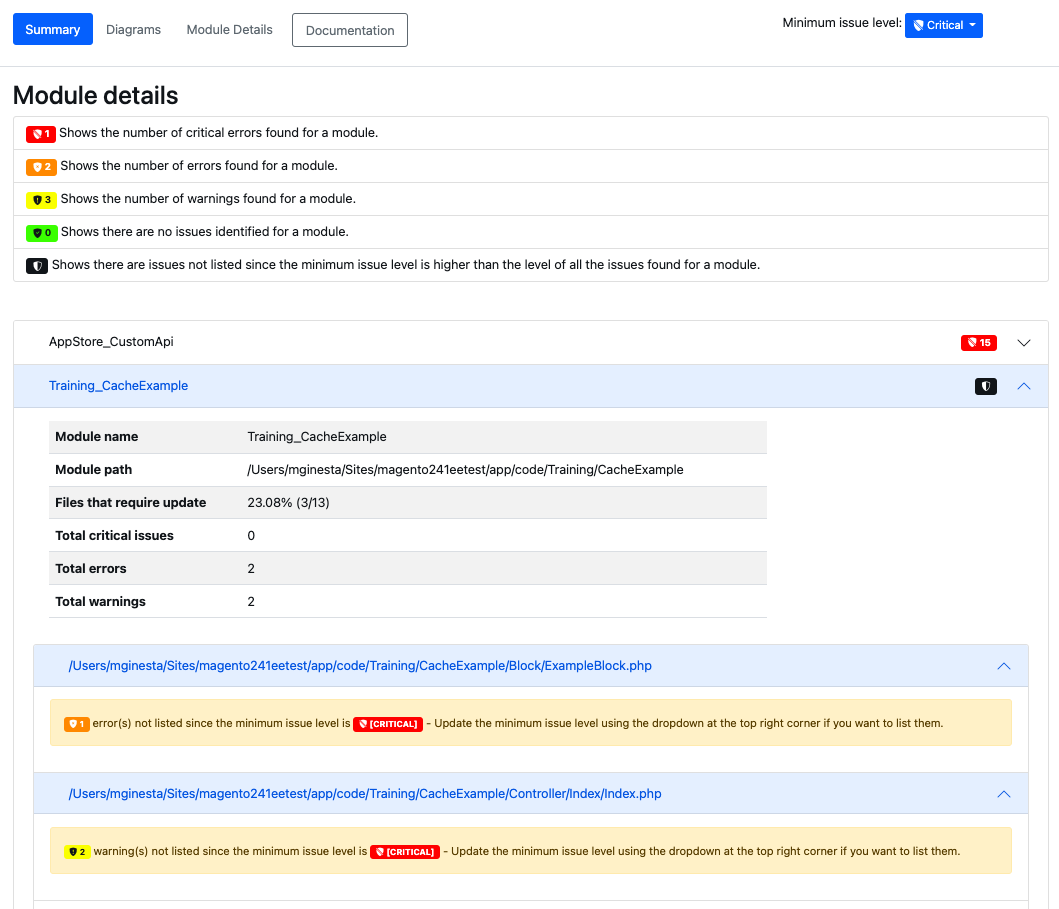 Summary Diagrams Module Details Documentation Minimum issue level: Critical
Module details
1 Shows the number of critical errors found for a module.
2 Shows the number of errors found for a module.
3 Shows the number of warnings found for a module.
0 Shows there are no issues identified for a module.
Shows there are issues not listed since the minimum issue level is higher than the level of all the issues found for a module.
AppStore_CustomApi 15
Training_CacheExample
Module name Training_CacheExample
Module path /Users/mginesta/Sites/magento241eetest/app/code/Training/CacheExample
Files that require update 23.08% (3/13)
Total critical issues 0
Total errors 2
Total warnings 2
/Users/mginesta/Sites/magento241eetest/app/code/Training/CacheExample/Block/ExampleBlock.php
1 error(s) not listed since the minimum issue level is [CRITICAL] - Update the minimum issue level using the dropdown at the top right corner if you want to list them.
/Users/mginesta/Sites/magento241eetest/app/code/Training/CacheExample/Controller/Index/Index.php
2 warning(s) not listed since the minimum issue level is [CRITICAL] - Update the minimum issue level using the dropdown at the top right corner if you want to list them.